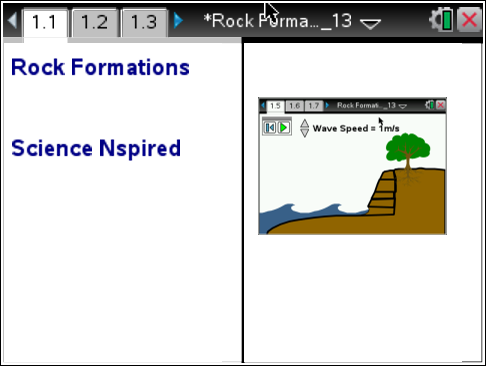 1.1 1.2 1.3 *Rock Forma…_13
Rock Formations
Science Nspired
1.5 1.6 1.7 Rock Formati…_13
Wave Speed = 1m/s